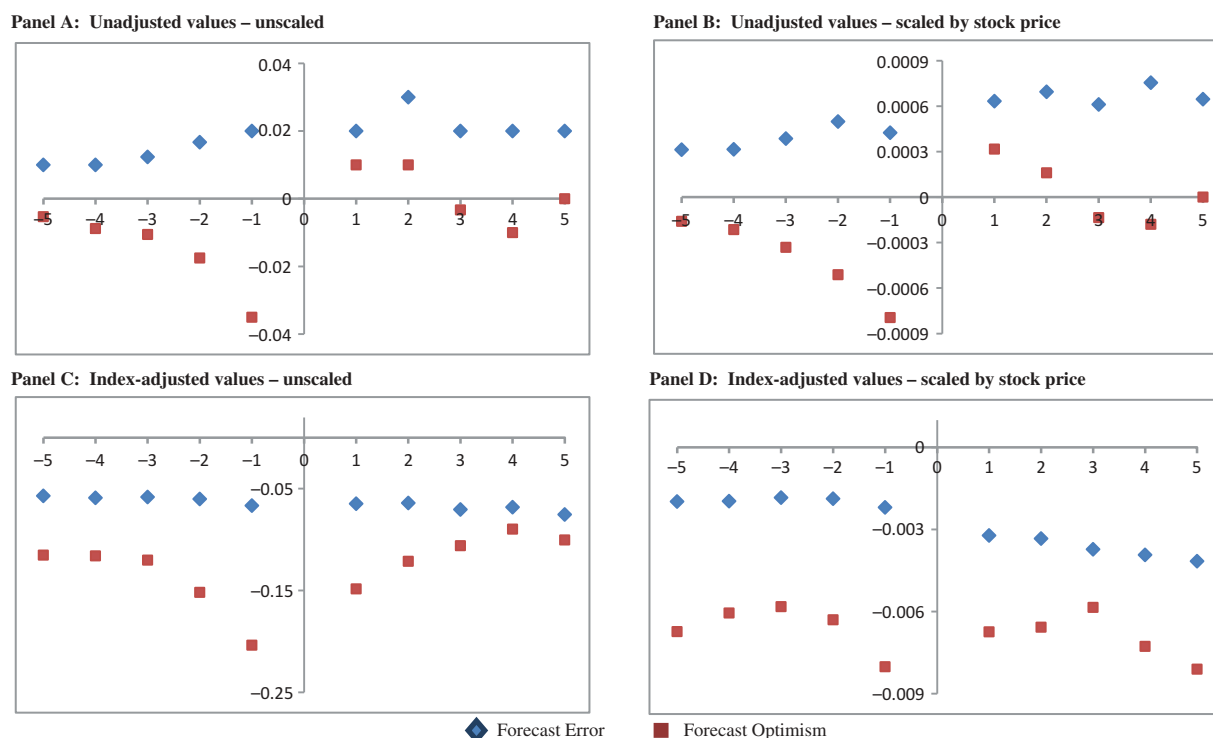 Panel A: Unadjusted values – unscaled
0.04
0.02
0
−5 −4 −3 −2 −1 0 1 2 3 4 5
−0.02
−0.04
Panel B: Unadjusted values – scaled by stock price
0.0009
0.0006
0.0003
0
−5 −4 −3 −2 −1 0 1 2 3 4 5
−0.0003
−0.0006
−0.0009
Panel C: Index-adjusted values – unscaled
−5 −4 −3 −2 −1 0 1 2 3 4 5
−0.05
−0.15
−0.25
Panel D: Index-adjusted values – scaled by stock price
0
−5 −4 −3 −2 −1 0 1 2 3 4 5
−0.003
−0.006
−0.009
Forecast Error Forecast Optimism